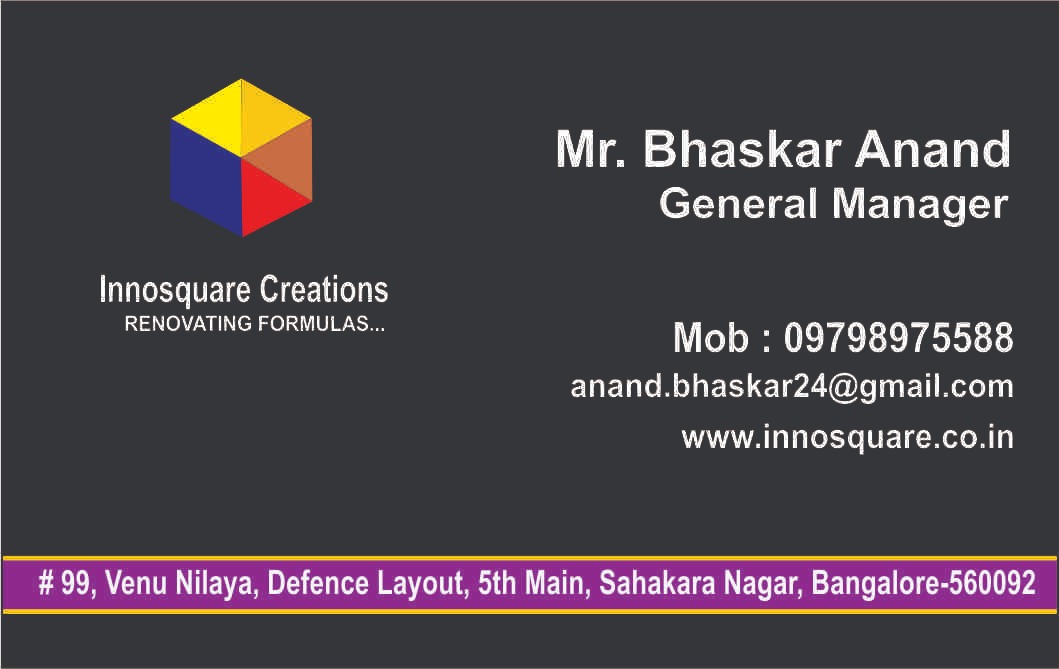 Mr. Bhaskar Anand
General Manager
Innosquare Creations
RENOVATING FORMULAS...
Mob : 09798975588
anand.bhaskar24@gmail.com
www.innosquare.co.in
# 99, Venu Nilaya, Defence Layout, 5th Main, Sahakara Nagar, Bangalore-560092